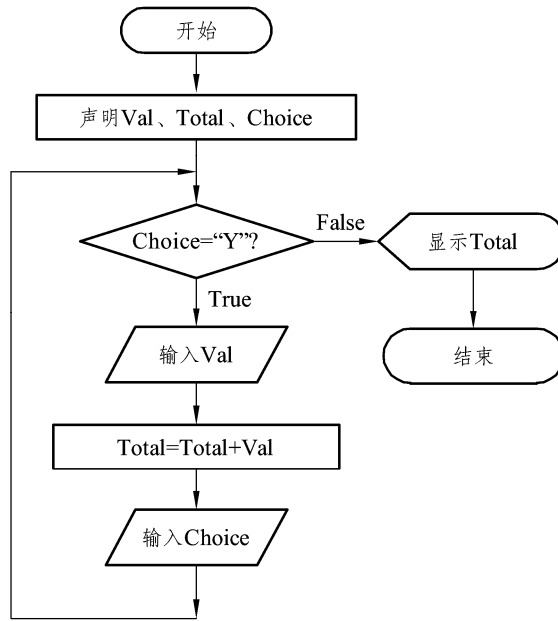 开始
声明Val、Total、Choice
Choice=“Y”?
False
显示Total
True
输入Val
结束
Total=Total+Val
输入Choice